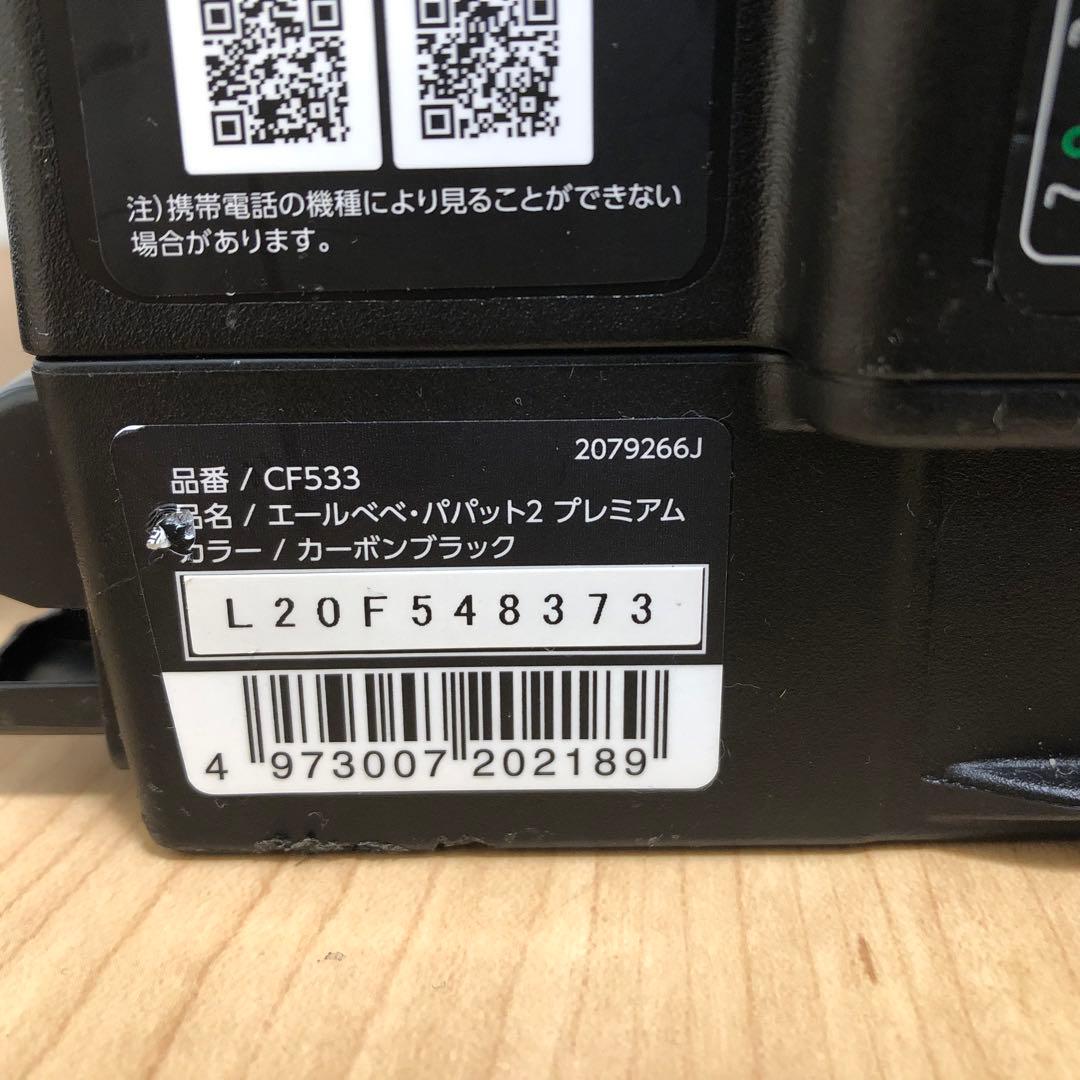 注)携帯電話の機種により見ることができない
場合があります。
2079266J
品番 / CF533
品名 / エールベベ・パパット2 プレミアム
カラー / カーボンブラック
L20F548373
4 973007 202189